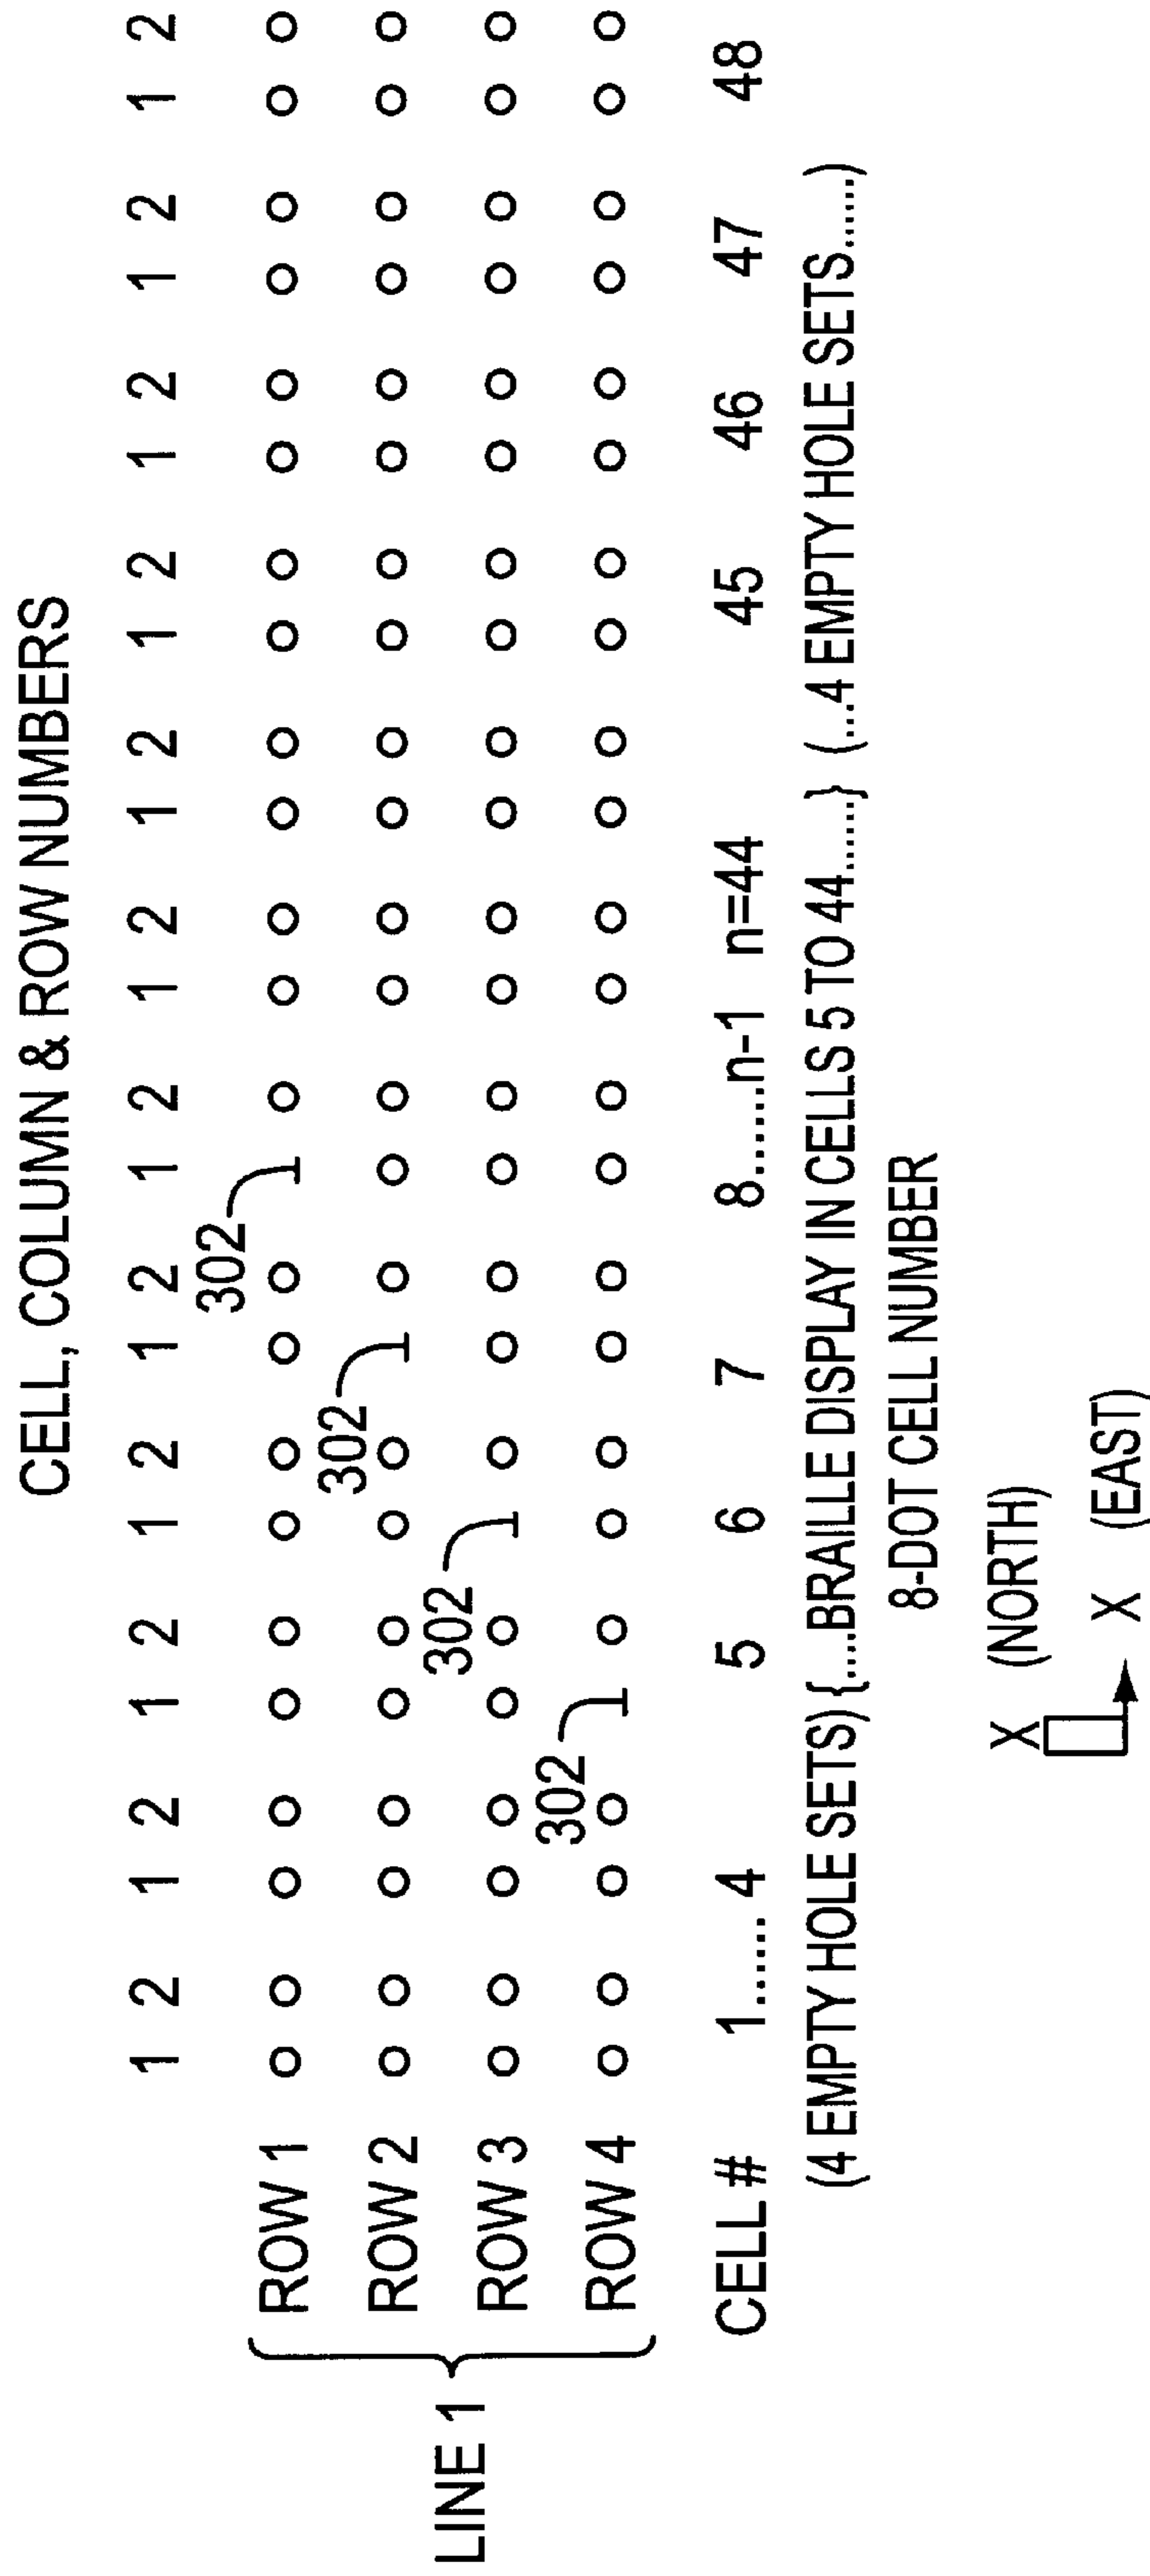 CELL, COLUMN & ROW NUMBERS
1 2 1 2 1 2 1 2 1 2 1 2 1 2 1 2 1 2 1 2 1 2 1 2
302
ROW 1
302
ROW 2
LINE 1
302
ROW 3
302
ROW 4
CELL # 1...... 4 5 6 7 8......n-1 n=44 45 46 47 48
(4 EMPTY HOLE SETS) {....BRAILLE DISPLAY IN CELLS 5 TO 44......} (...4 EMPTY HOLE SETS.......)
8-DOT CELL NUMBER
X (NORTH)
X (EAST)